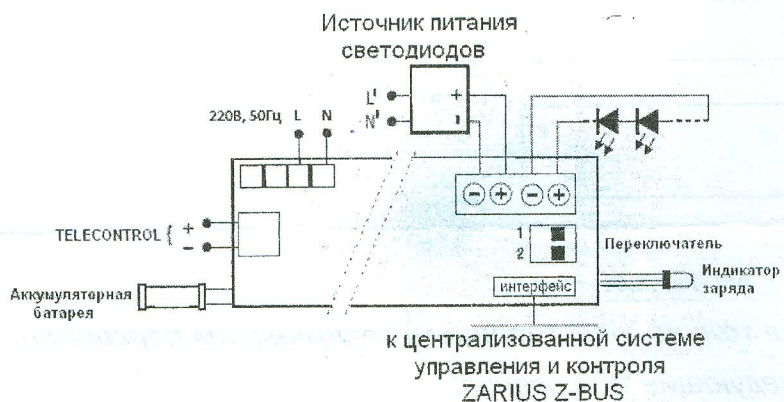 Источник питания
светодиодов
L'
N'
+
-
220В, 50Гц L N
- + - +
TELECONTROL { + -
1
2
Переключатель
интерфейс
Индикатор
заряда
Аккумуляторная
батарея
к централизованной системе
управления и контроля
ZARIUS Z-BUS